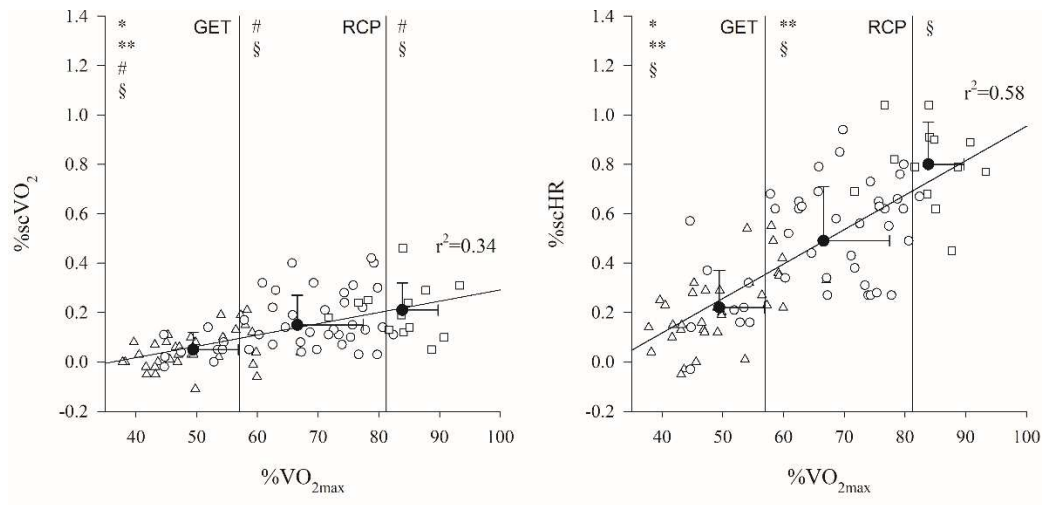 1.4
1.2
1.0
0.8
0.6
0.4
0.2
0.0
-0.2
%scVO2
*
**
#
§
GET
#
§
RCP
#
§
r2=0.34
40 50 60 70 80 90 100
%VO2max
1.4
1.2
1.0
0.8
0.6
0.4
0.2
0.0
-0.2
%scHR
*
**
§
GET
**
§
RCP
§
r2=0.58
40 50 60 70 80 90 100
%VO2max